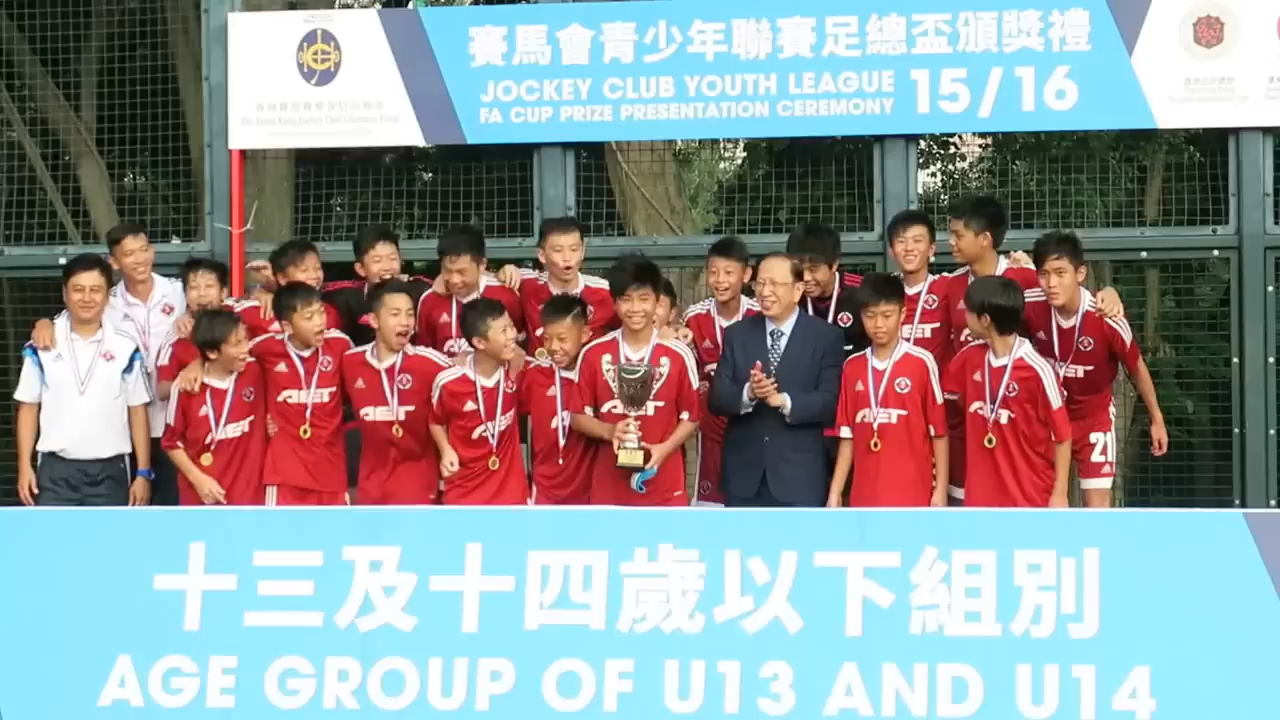 賽馬會青少年聯賽足總盃頒獎禮
JOCKEY CLUB YOUTH LEAGUE 15/16
FA CUP PRIZE PRESENTATION CEREMONY
AET
AET
AET
AET
AET
AET
21
十三及十四歲以下組別
AGE GROUP OF U13 AND U14